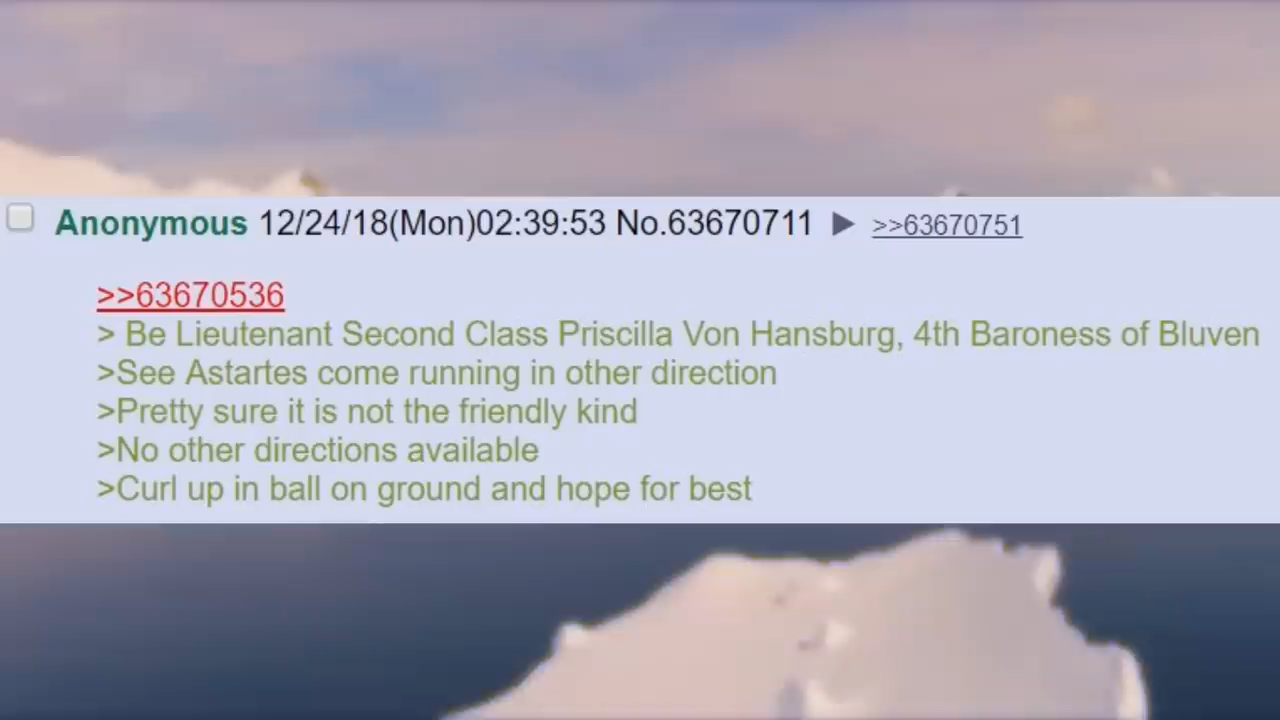 Anonymous 12/24/18(Mon)02:39:53 No.63670711 ▶ >>63670751
>>63670536
> Be Lieutenant Second Class Priscilla Von Hansburg, 4th Baroness of Bluven
>See Astartes come running in other direction
>Pretty sure it is not the friendly kind
>No other directions available
>Curl up in ball on ground and hope for best